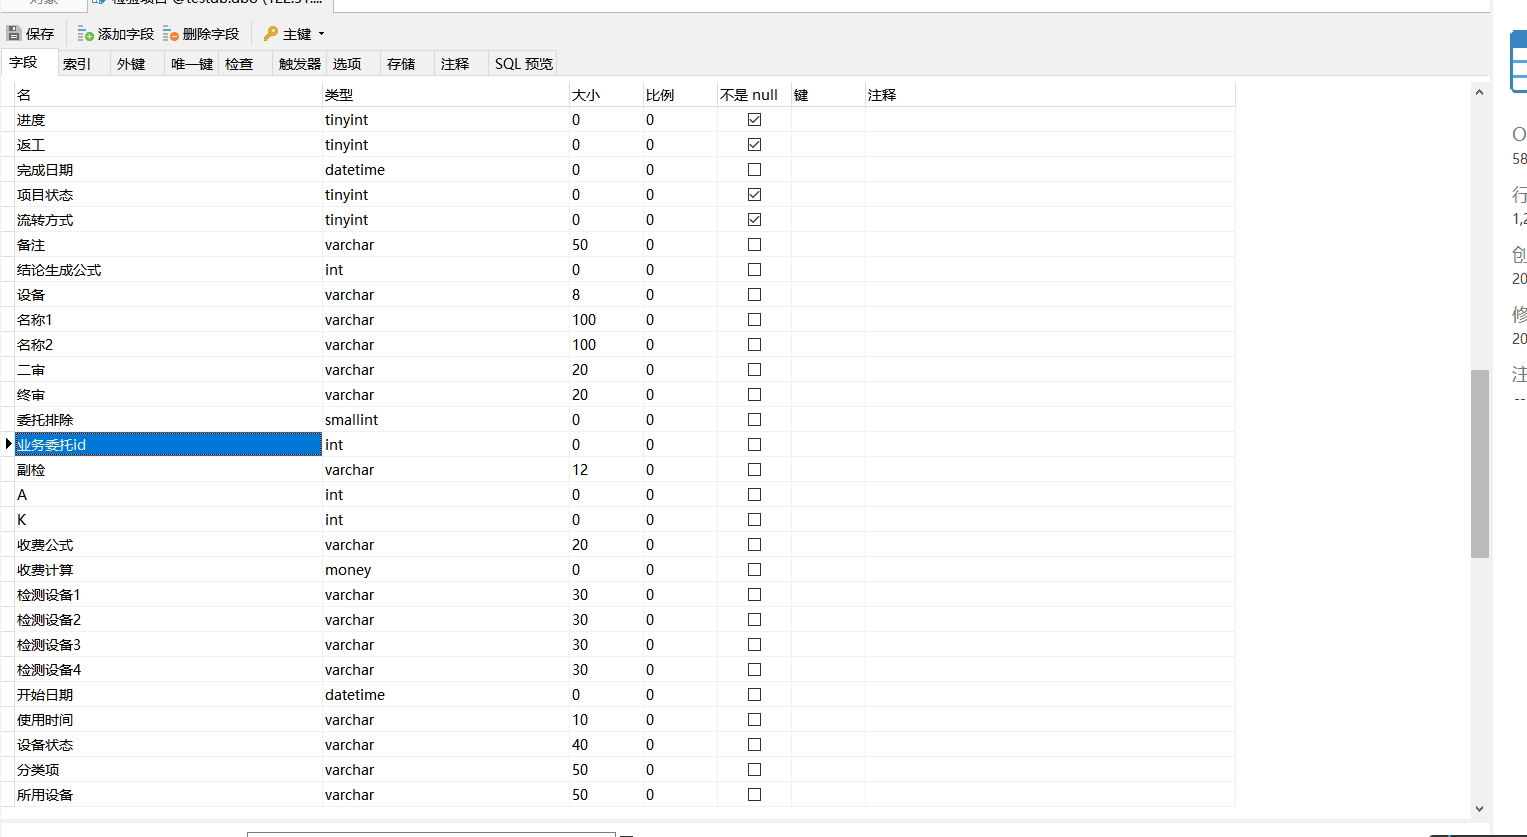 保存 添加字段 删除字段 主键
字段 索引 外键 唯一键 检查 触发器 选项 存储 注释 SQL 预览
名 类型 大小 比例 不是 null 键 注释
进度 tinyint 0 0
返工 tinyint 0 0
完成日期 datetime 0 0
项目状态 tinyint 0 0
流转方式 tinyint 0 0
备注 varchar 50 0
结论生成公式 int 0 0
设备 varchar 8 0
名称1 varchar 100 0
名称2 varchar 100 0
二审 varchar 20 0
终审 varchar 20 0
委托排除 smallint 0 0
业务委托id int 0 0
副检 varchar 12 0
A int 0 0
K int 0 0
收费公式 varchar 20 0
收费计算 money 0 0
检测设备1 varchar 30 0
检测设备2 varchar 30 0
检测设备3 varchar 30 0
检测设备4 varchar 30 0
开始日期 datetime 0 0
使用时间 varchar 10 0
设备状态 varchar 40 0
分类项 varchar 50 0
所用设备 varchar 50 0
O
58
行
1,2
创
20
修
20
注
--